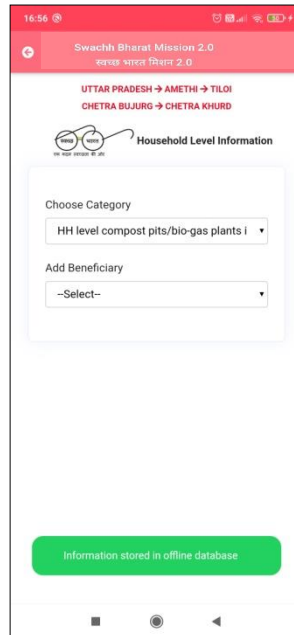 16:56
Swachh Bharat Mission 2.0
स्वच्छ भारत मिशन 2.0
UTTAR PRADESH → AMETHI → TILOI
CHETRA BUJURG → CHETRA KHURD
स्वच्छ भारत
एक कदम स्वच्छता की ओर
Household Level Information
Choose Category
HH level compost pits/bio-gas plants i
Add Beneficiary
--Select--
Information stored in offline database